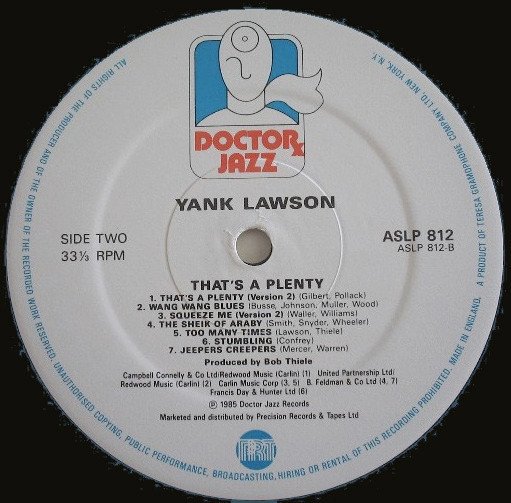 DOCTOR℞
JAZZ
YANK LAWSON
SIDE TWO
33⅓ RPM
ASLP 812
ASLP 812-B
THAT'S A PLENTY
1. THAT'S A PLENTY (Version 2) (Gilbert, Pollack)
2. WANG WANG BLUES (Busse, Johnson, Muller, Wood)
3. SQUEEZE ME (Version 2) (Waller, Williams)
4. THE SHEIK OF ARABY (Smith, Snyder, Wheeler)
5. TOO MANY TIMES (Lawson, Thiele)
6. STUMBLING (Confrey)
7. JEEPERS CREEPERS (Mercer, Warren)
Produced by Bob Thiele
Campbell Connelly & Co Ltd/Redwood Music (Carlin) (1) United Partnership Ltd/
Redwood Music (Carlin) (2) Carlin Music Corp (3, 5) B. Feldman & Co Ltd (4, 7)
Francis Day & Hunter Ltd (6)
℗ 1985 Doctor Jazz Records
Marketed and distributed by Precision Records & Tapes Ltd
PRT
ALL RIGHTS OF THE PRODUCER AND OF THE OWNER OF THE RECORDED WORK RESERVED. UNAUTHORISED COPYING, PUBLIC PERFORMANCE, BROADCASTING, HIRING OR RENTAL OF THIS RECORDING PROHIBITED. MADE IN ENGLAND.
A PRODUCT OF TERESA GRAMOPHONE COMPANY LTD, NEW YORK, N.Y.